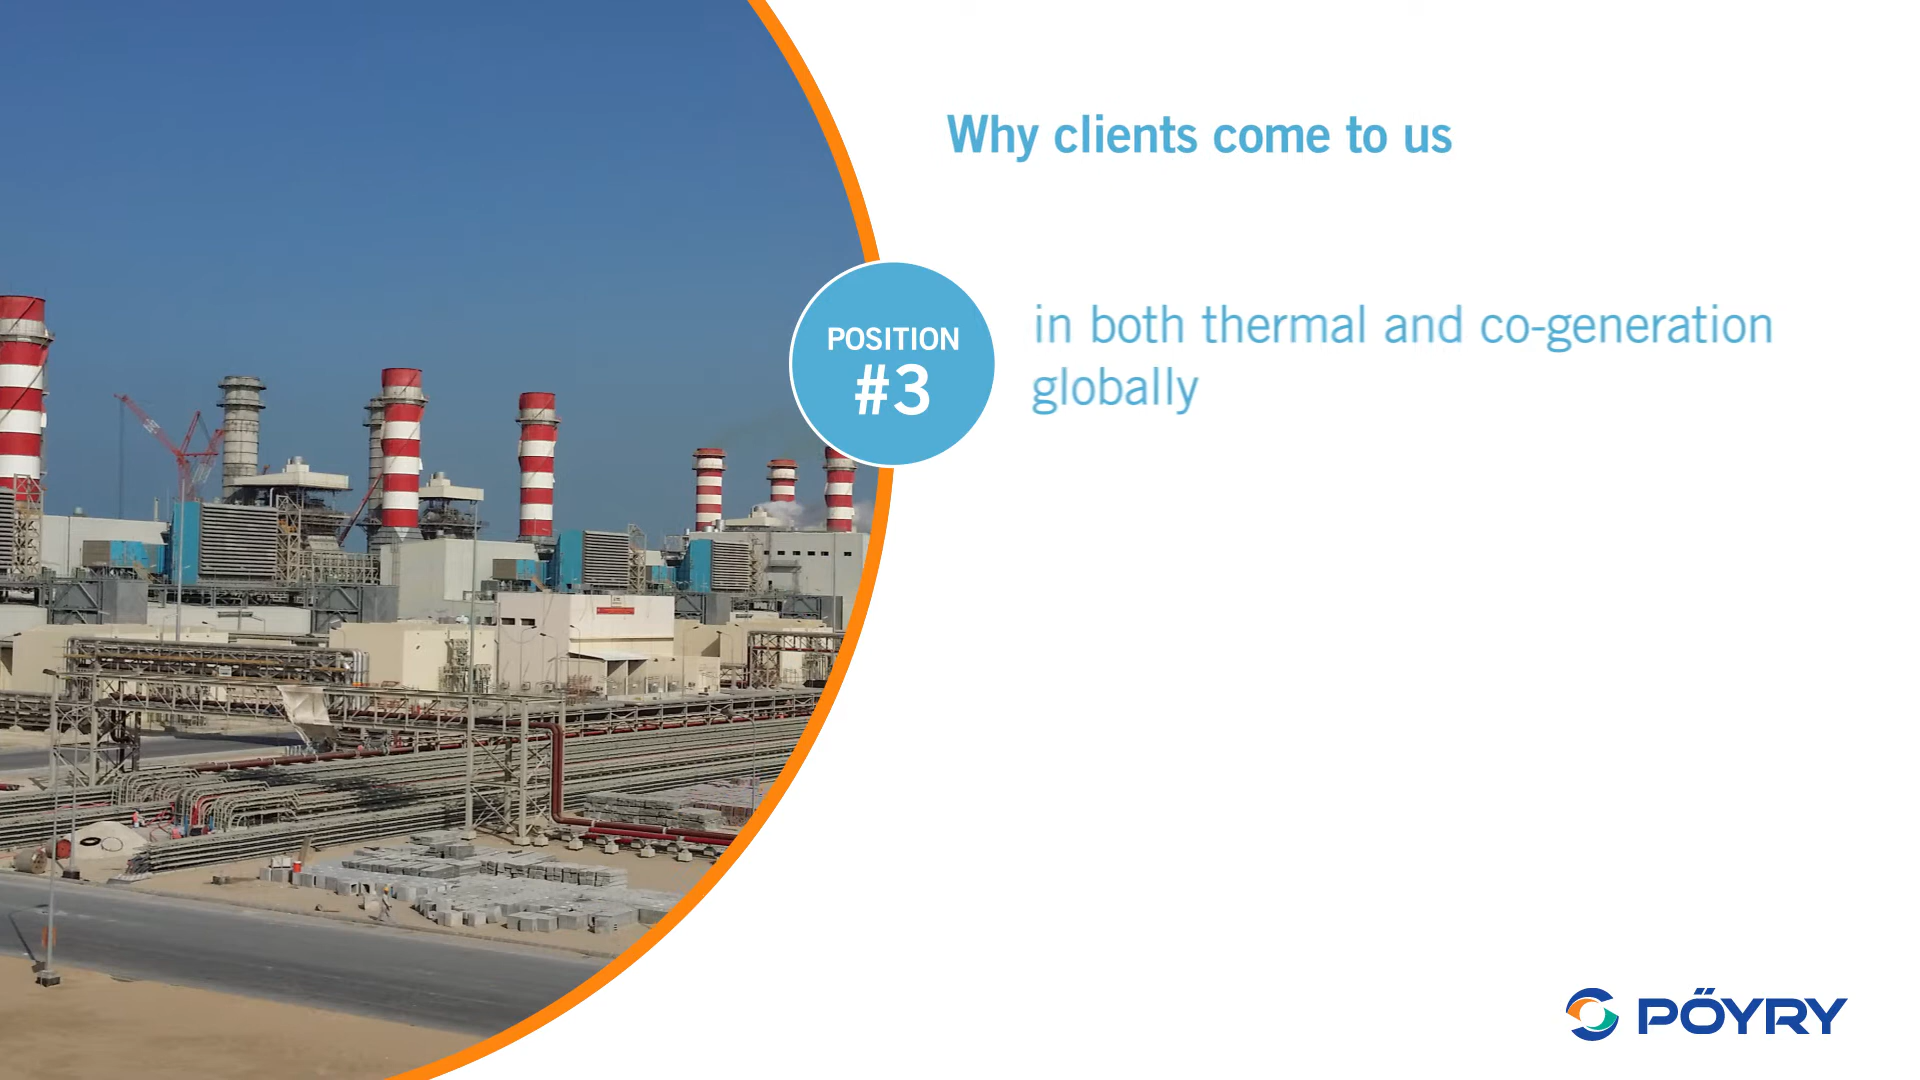 Why clients come to us
POSITION
#3
in both thermal and co-generation
globally
PÖYRY